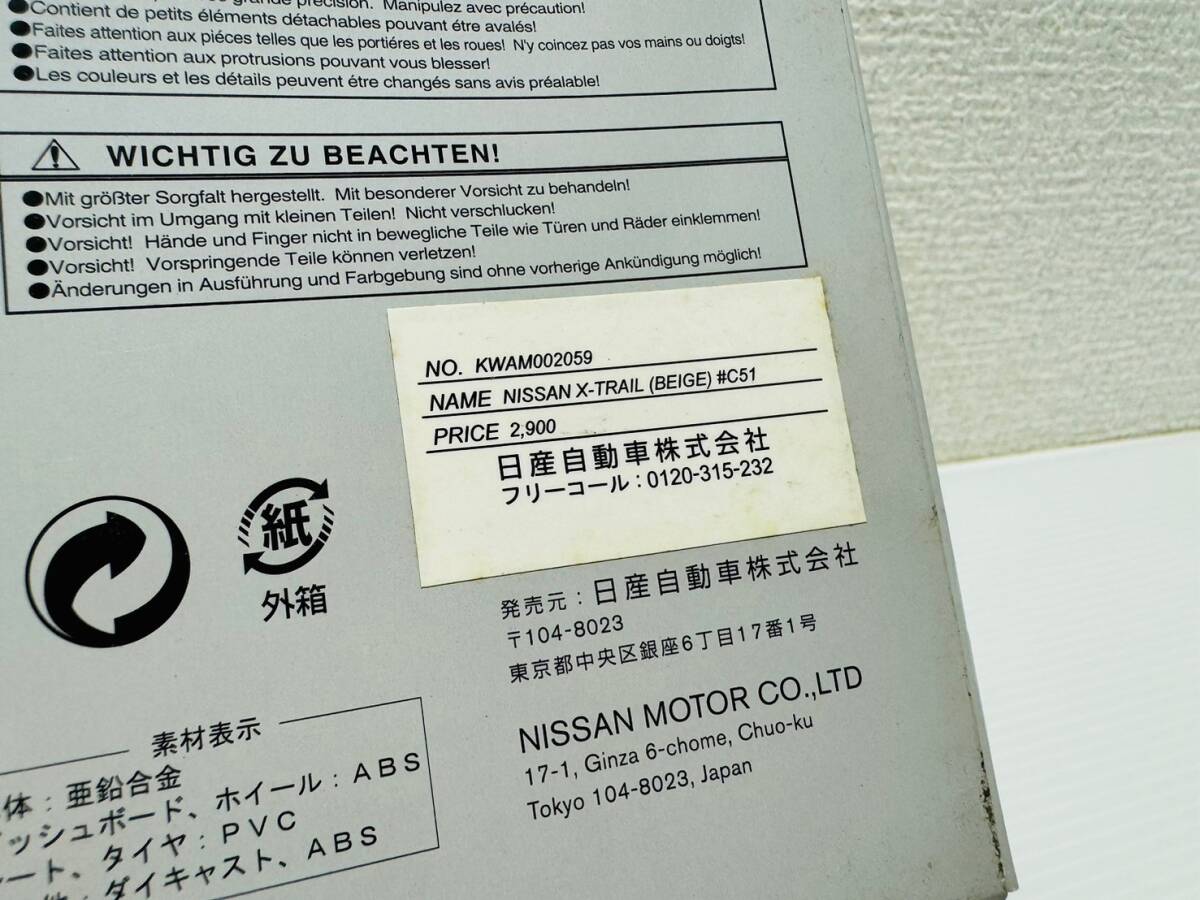 grande précision. Manipulez avec précaution!
●Contient de petits éléments détachables pouvant étre avalés!
●Faites attention aux piéces telles que les portiéres et les roues! N'y coincez pas vos mains ou doigts!
●Faites attention aux protrusions pouvant vous blesser!
●Les couleurs et les détails peuvent étre changés sans avis préalable!
WICHTIG ZU BEACHTEN!
●Mit größter Sorgfalt hergestellt. Mit besonderer Vorsicht zu behandeln!
●Vorsicht im Umgang mit kleinen Teilen! Nicht verschlucken!
●Vorsicht! Hände und Finger nicht in bewegliche Teile wie Türen und Räder einklemmen!
●Vorsicht! Vorspringende Teile können verletzen!
●Änderungen in Ausführung und Farbgebung sind ohne vorherige Ankündigung möglich!
NO. KWAM002059
NAME NISSAN X-TRAIL (BEIGE) #C51
PRICE 2,900
日産自動車株式会社
フリーコール:0120-315-232
紙
外箱
発売元:日産自動車株式会社
〒104-8023
東京都中央区銀座6丁目17番1号
NISSAN MOTOR CO.,LTD
17-1, Ginza 6-chome, Chuo-ku
Tokyo 104-8023, Japan
素材表示
体:亜鉛合金
ッシュボード、ホイール:ABS
ート、タイヤ:PVC
ダイキャスト、ABS